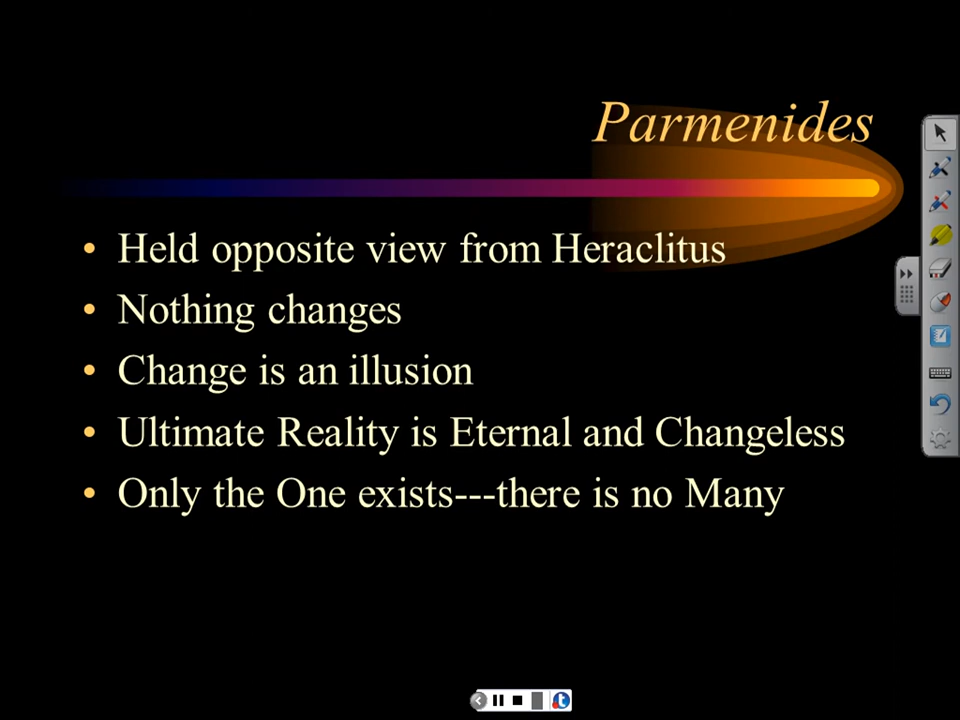 Parmenides
• Held opposite view from Heraclitus
• Nothing changes
• Change is an illusion
• Ultimate Reality is Eternal and Changeless
• Only the One exists---there is no Many
t